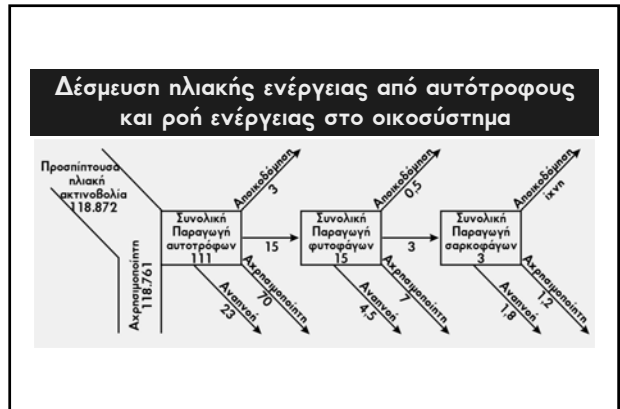 Δέσμευση ηλιακής ενέργειας από αυτότροφους
και ροή ενέργειας στο οικοσύστημα
Προσπίπτουσα
ηλιακή
ακτινοβολία
118.872
Αχρησιμοποίητη
118.761
Συνολική
Παραγωγή
αυτοτρόφων
111
Αποικοδόμηση
3
15
Αναπνοή
23
Αχρησιμοποίητη
70
Συνολική
Παραγωγή
φυτοφάγων
15
Αποικοδόμηση
0,5
3
Αναπνοή
4,5
Αχρησιμοποίητη
7
Συνολική
Παραγωγή
σαρκοφάγων
3
Αποικοδόμηση
ίχνη
Αναπνοή
1,8
Αχρησιμοποίητη
1,2